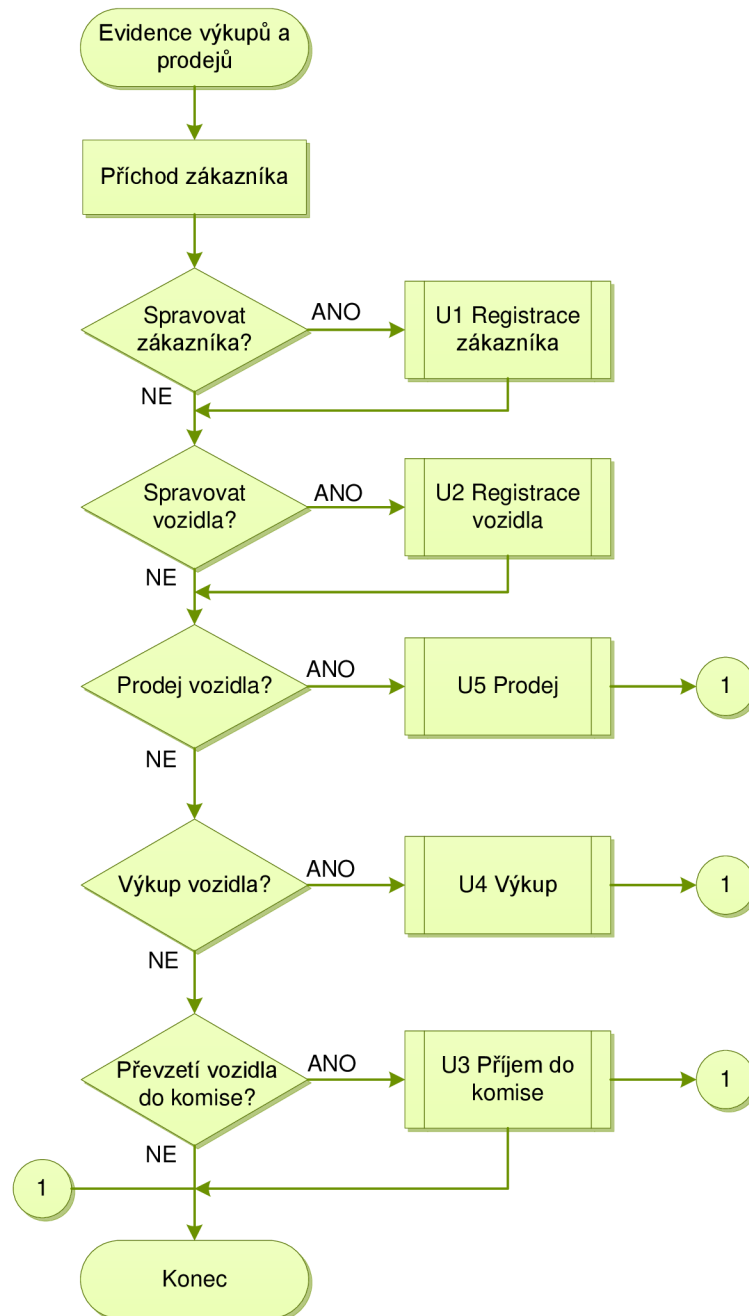 Evidence výkupů a
prodejů
Příchod zákazníka
Spravovat
zákazníka?
ANO
U1 Registrace
zákazníka
NE
Spravovat
vozidla?
ANO
U2 Registrace
vozidla
NE
Prodej vozidla?
ANO
U5 Prodej
1
NE
Výkup vozidla?
ANO
U4 Výkup
1
NE
Převzetí vozidla
do komise?
ANO
U3 Příjem do
komise
1
NE
1
Konec